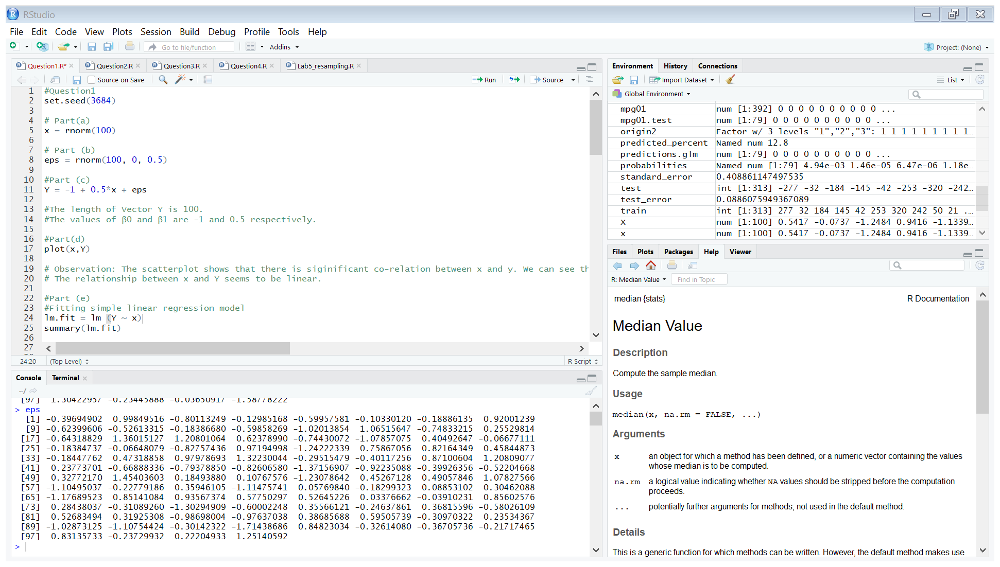 RStudio
File Edit Code View Plots Session Build Debug Profile Tools Help
Go to file/function Addins Project: (None)
Question1.R* Question2.R Question3.R Question4.R Lab5_resampling.R
Source on Save Run Source
1 #Question1
2 set.seed(3684)
3
4 # Part(a)
5 x = rnorm(100)
6
7 # Part (b)
8 eps = rnorm(100, 0, 0.5)
9
10 #Part (c)
11 Y = -1 + 0.5*x + eps
12
13 #The length of Vector Y is 100.
14 #The values of β0 and β1 are -1 and 0.5 respectively.
15
16 #Part(d)
17 plot(x,Y)
18
19 # Observation: The scatterplot shows that there is siginificant co-relation between x and y. We can see th
20 # The relationship between x and Y seems to be linear.
21
22 #Part (e)
23 #Fitting simple linear regression model
24 lm.fit = lm (Y ~ x)
25 summary(lm.fit)
26
27
24:20 (Top Level) R Script
Console Terminal
~/
[97] 1.30422957 -0.23445888 -0.03650917 -1.58778222
> eps
[1] -0.39694902 0.99849516 -0.80113249 -0.12985168 -0.59957581 -0.10330120 -0.18886135 0.92001239
[9] -0.62399606 -0.52613315 -0.18386680 -0.59858269 -1.02013854 1.06515647 -0.74833215 0.25529814
[17] -0.64318829 1.36015127 1.20801064 0.62378990 -0.74430072 -1.07857075 0.40492647 -0.06677111
[25] -0.18384737 -0.06648079 -0.82757436 0.97194998 -1.24222339 0.75867056 0.82164349 0.45844873
[33] -0.18447762 0.47318858 0.97978693 1.32230044 -0.29515479 -0.40117256 0.87100604 1.20809077
[41] 0.23773701 -0.66888336 -0.79378850 -0.82606580 -1.37156907 -0.92235088 -0.39926356 -0.52204668
[49] 0.32772170 1.45403603 0.18493880 0.10767576 -1.23078642 0.45267128 0.49057846 1.07827566
[57] -1.10495037 -0.22779186 0.35946105 -1.11475741 0.05769840 -0.18299323 0.08853102 0.30462088
[65] -1.17689523 0.85141084 0.93567374 0.57750297 0.52645226 0.03376662 -0.03910231 0.85602576
[73] 0.28438037 -0.31089260 -1.30294909 -0.60002248 0.35566121 -0.24637861 0.36815596 -0.58026109
[81] 0.52683494 0.31925308 -0.98698004 -0.97637038 0.38685688 0.59505739 -0.30970322 0.23534367
[89] -1.02873125 -1.10754424 -0.30142322 -1.71438686 0.84823034 -0.32614080 -0.36705736 -0.21717465
[97] 0.83135733 -0.23729932 0.22204933 1.25140592
>
Environment History Connections
Import Dataset List
Global Environment
mpg01 num [1:392] 0 0 0 0 0 0 0 0 0 0 ...
mpg01.test num [1:79] 0 0 0 0 0 0 0 0 0 0 ...
origin2 Factor w/ 3 levels "1","2","3": 1 1 1 1 1 1 1 1 1…
predicted_percent Named num 12.8
predictions.glm num [1:79] 0 0 0 0 0 0 0 0 0 0 ...
probabilities Named num [1:79] 4.94e-03 1.46e-05 6.47e-06 1.18e…
standard_error 0.408861147497535
test int [1:313] -277 -32 -184 -145 -42 -253 -320 -242…
test_error 0.0886075949367089
train int [1:313] 277 32 184 145 42 253 320 242 50 21 ..
X num [1:100] 0.5417 -0.0737 -1.2484 0.9416 -1.1339…
x num [1:100] 0.5417 -0.0737 -1.2484 0.9416 -1.1339…
Files Plots Packages Help Viewer
R: Median Value Find in Topic
median {stats} R Documentation
Median Value
Description
Compute the sample median.
Usage
median(x, na.rm = FALSE, ...)
Arguments
x an object for which a method has been defined, or a numeric vector containing the values
whose median is to be computed.
na.rm a logical value indicating whether NA values should be stripped before the computation
proceeds.
... potentially further arguments for methods; not used in the default method.
Details
This is a generic function for which methods can be written. However, the default method makes use